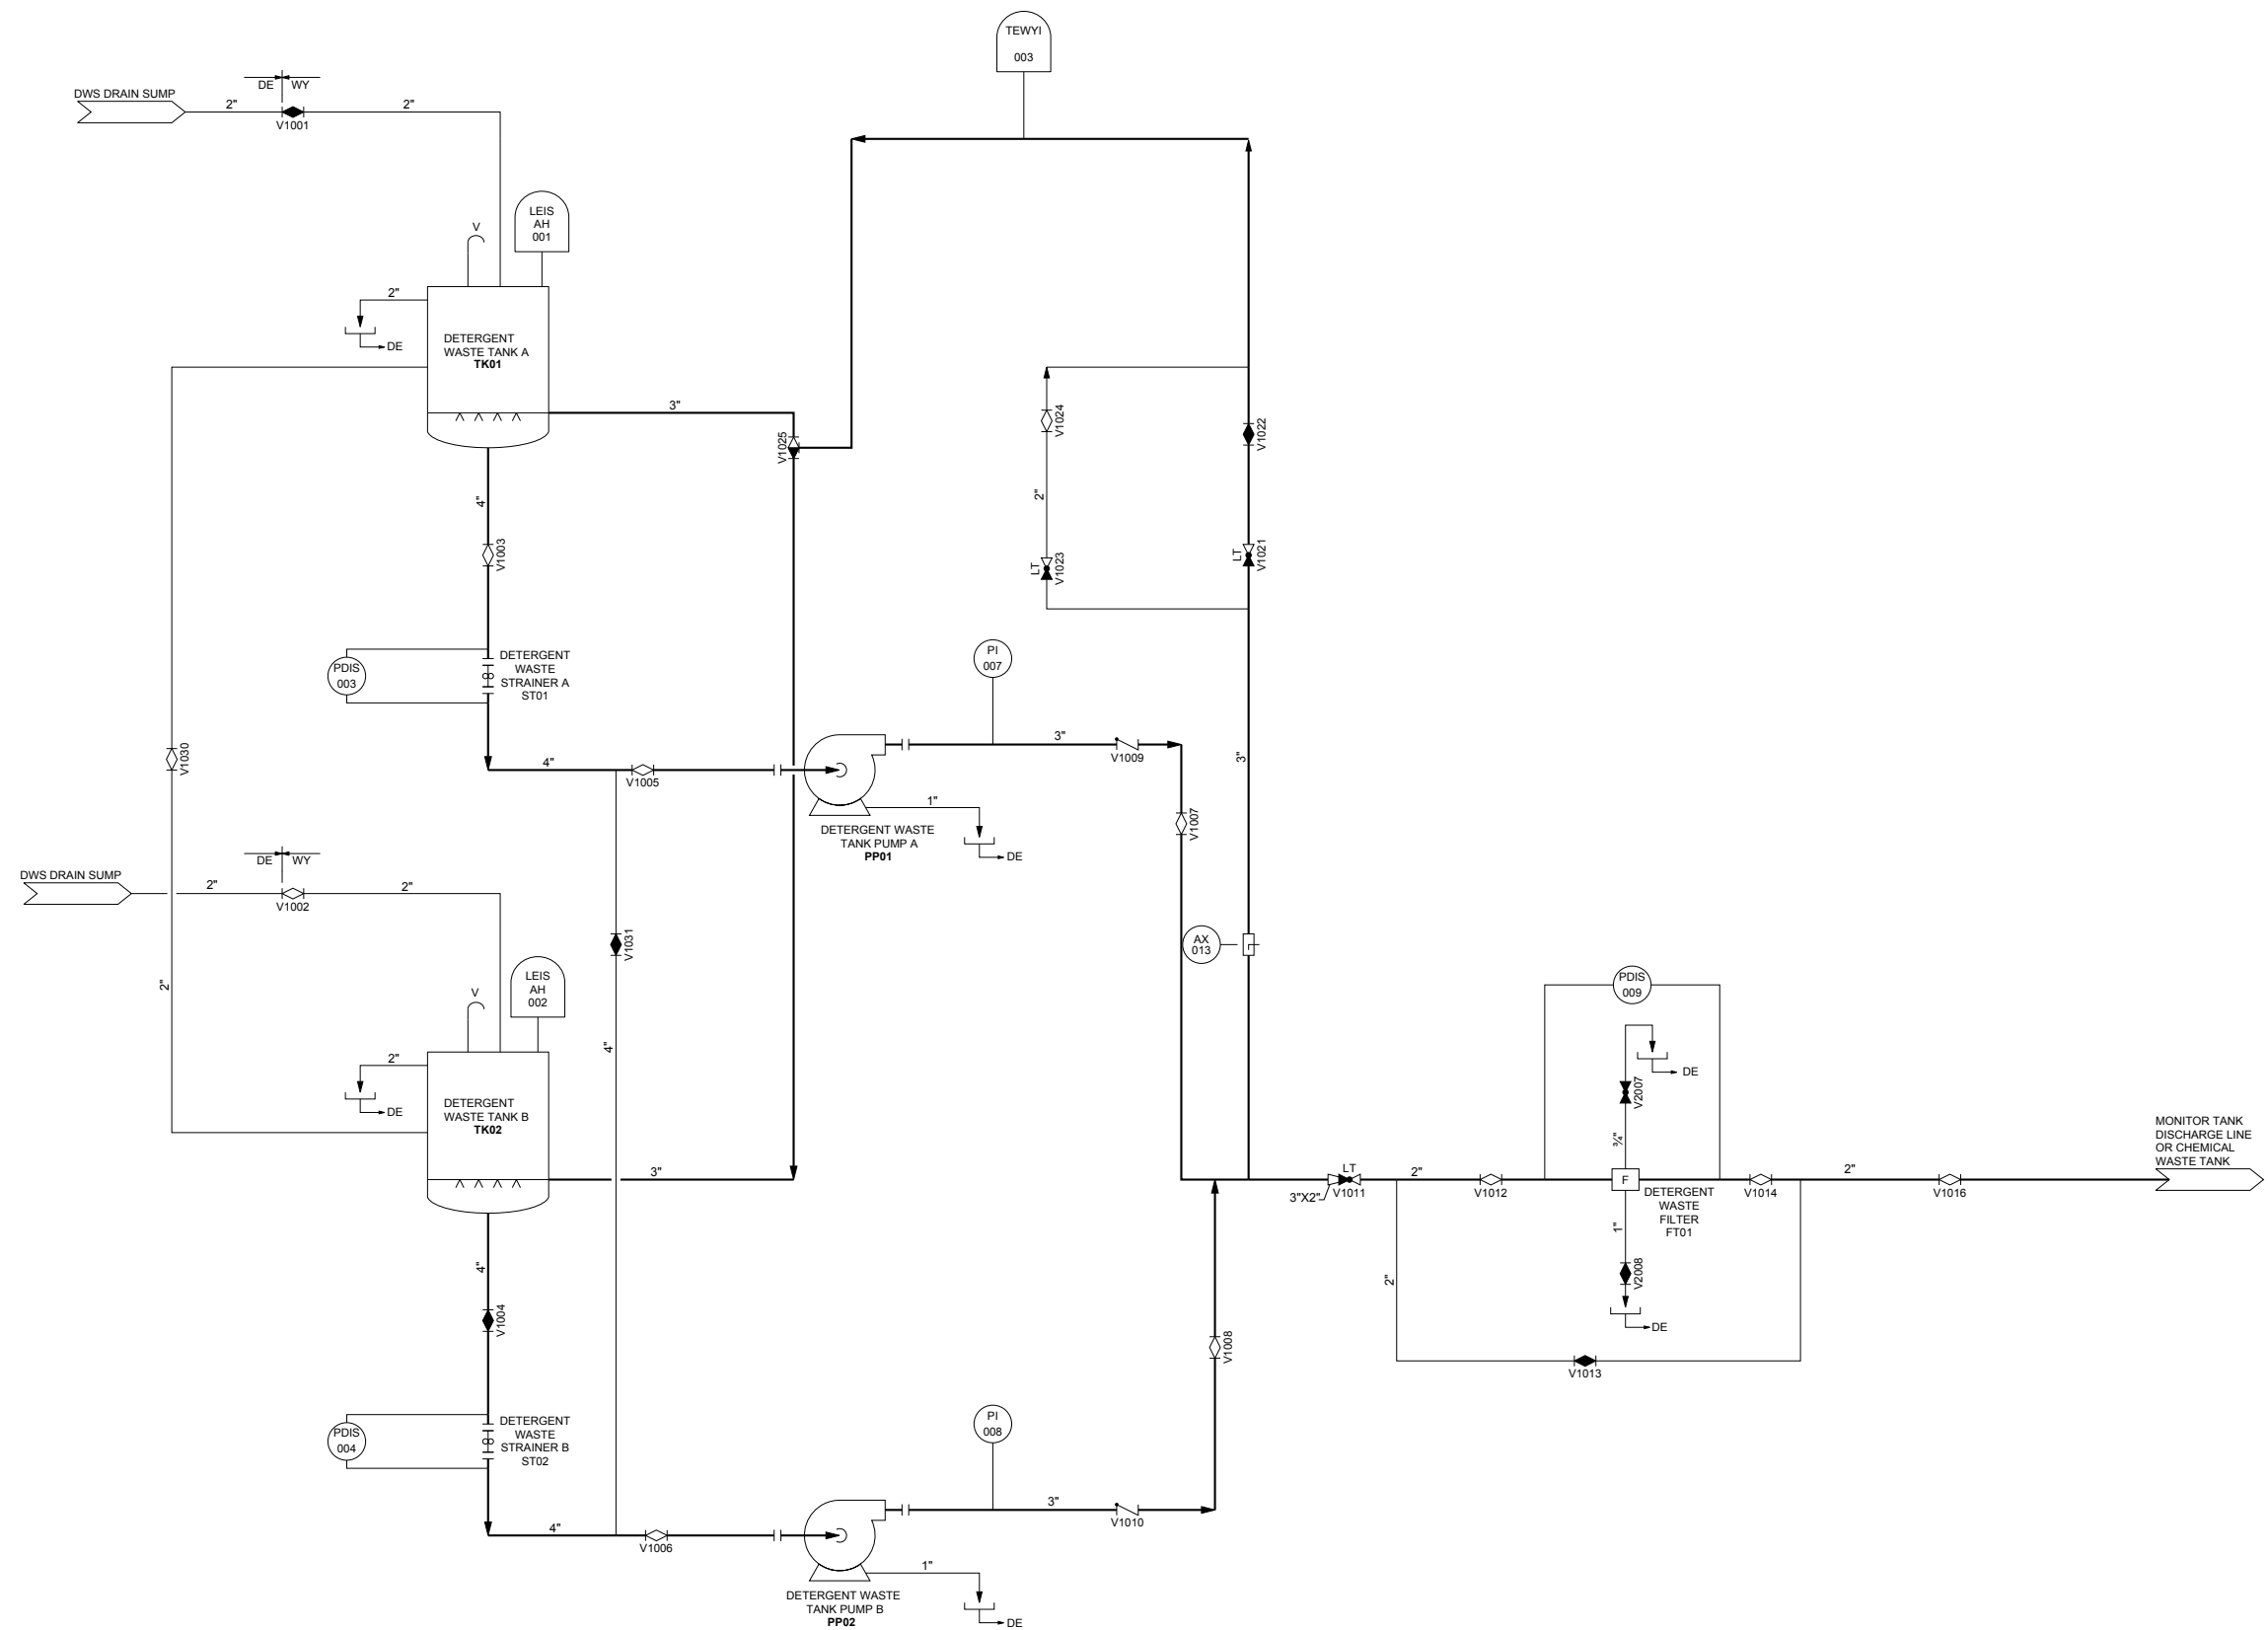 TEWYI
003
DWS DRAIN SUMP
2"
DE
WY
V1001
2"
LEIS
AH
001
V
2"
DE
DETERGENT
WASTE TANK A
TK01
3"
V1025
V1024
V1022
4"
2"
V1003
LT
V1023
LT
V1021
PDIS
003
DETERGENT
WASTE
STRAINER A
ST01
PI
007
V1030
4"
V1005
3"
V1009
3"
1"
DE
V1007
DETERGENT WASTE
TANK PUMP A
PP01
DWS DRAIN SUMP
2"
DE
WY
V1002
2"
V1031
AX
013
2"
LEIS
AH
002
V
4"
PDIS
009
2"
DE
DETERGENT
WASTE TANK B
TK02
DE
V2007
¾"
3"
MONITOR TANK
DISCHARGE LINE
OR CHEMICAL
WASTE TANK
LT
3"X2"
V1011
2"
V1012
F
DETERGENT
WASTE
FILTER
FT01
V1014
2"
V1016
4"
1"
2"
V2008
DE
V1004
V1008
V1013
PDIS
004
DETERGENT
WASTE
STRAINER B
ST02
PI
008
4"
V1006
3"
V1010
1"
DE
DETERGENT WASTE
TANK PUMP B
PP02